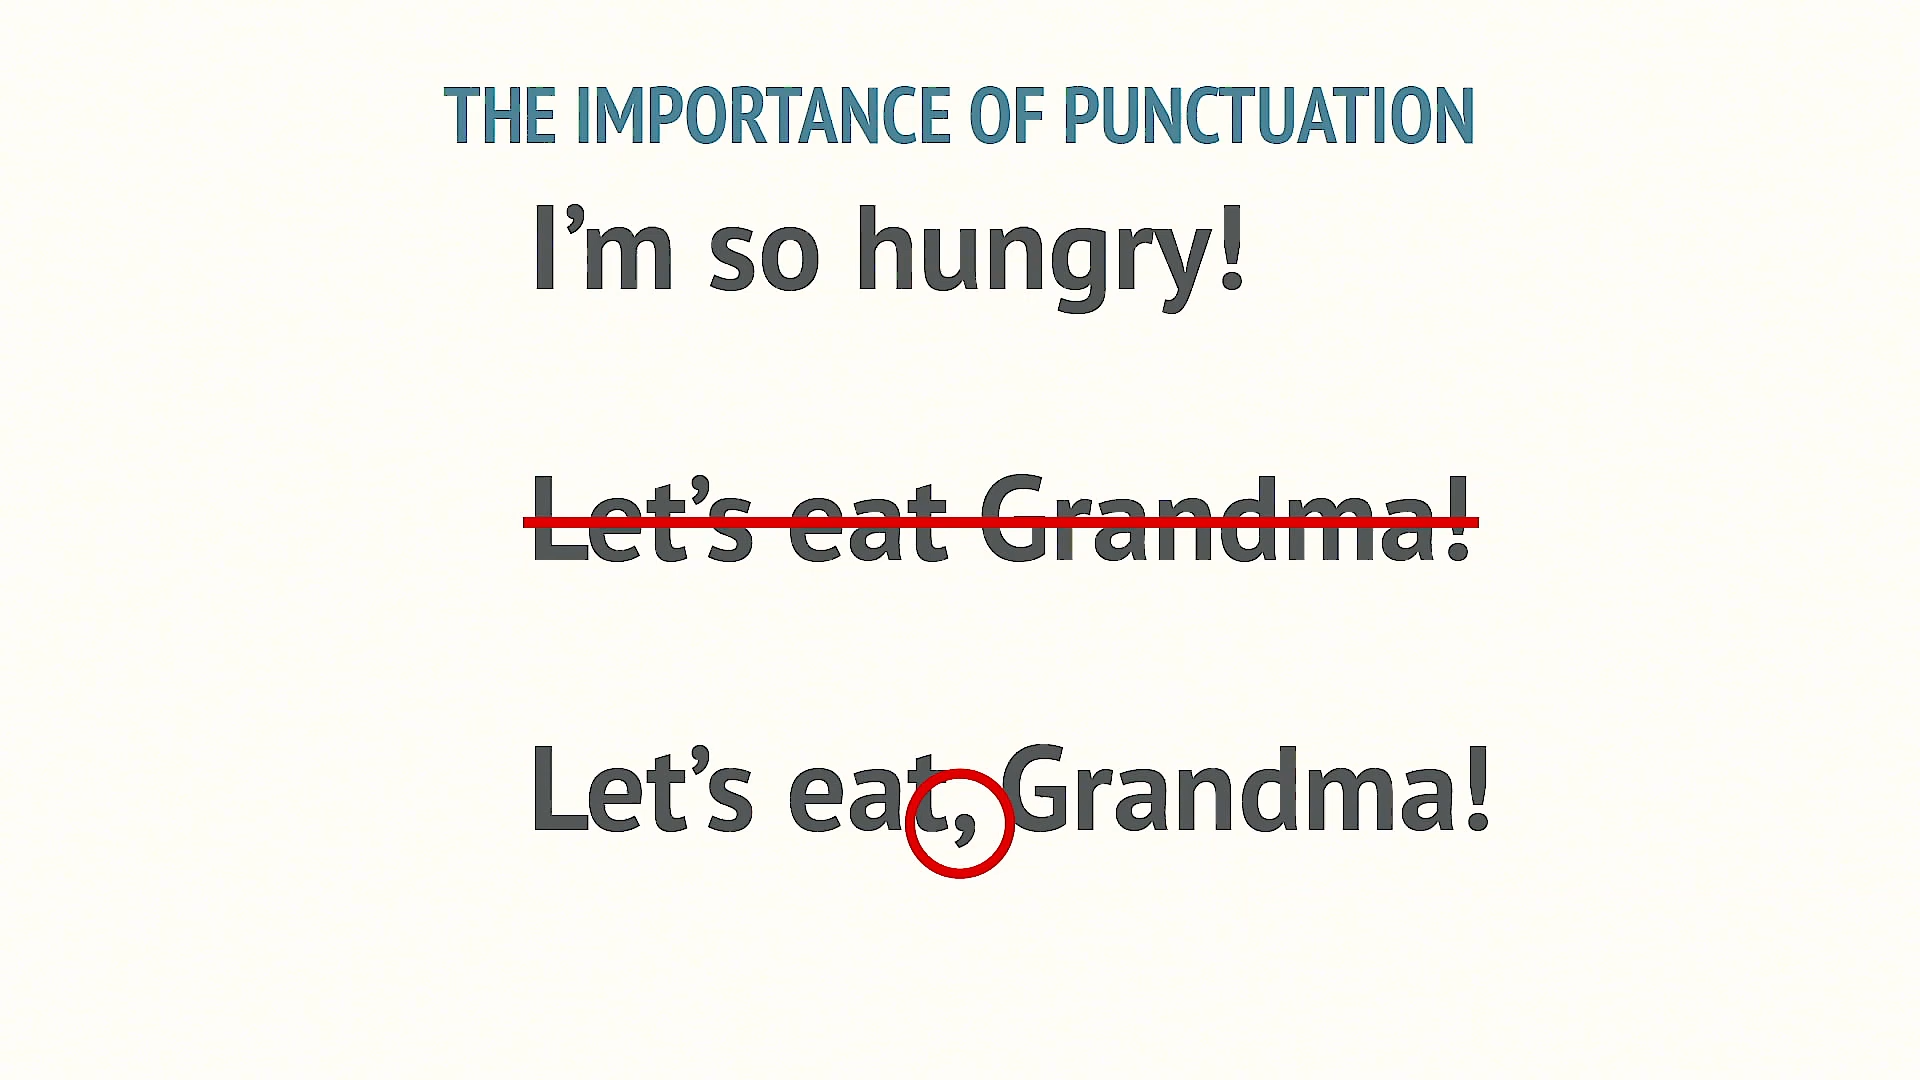 THE IMPORTANCE OF PUNCTUATION
I’m so hungry!
Let’s eat Grandma!
Let’s eat, Grandma!